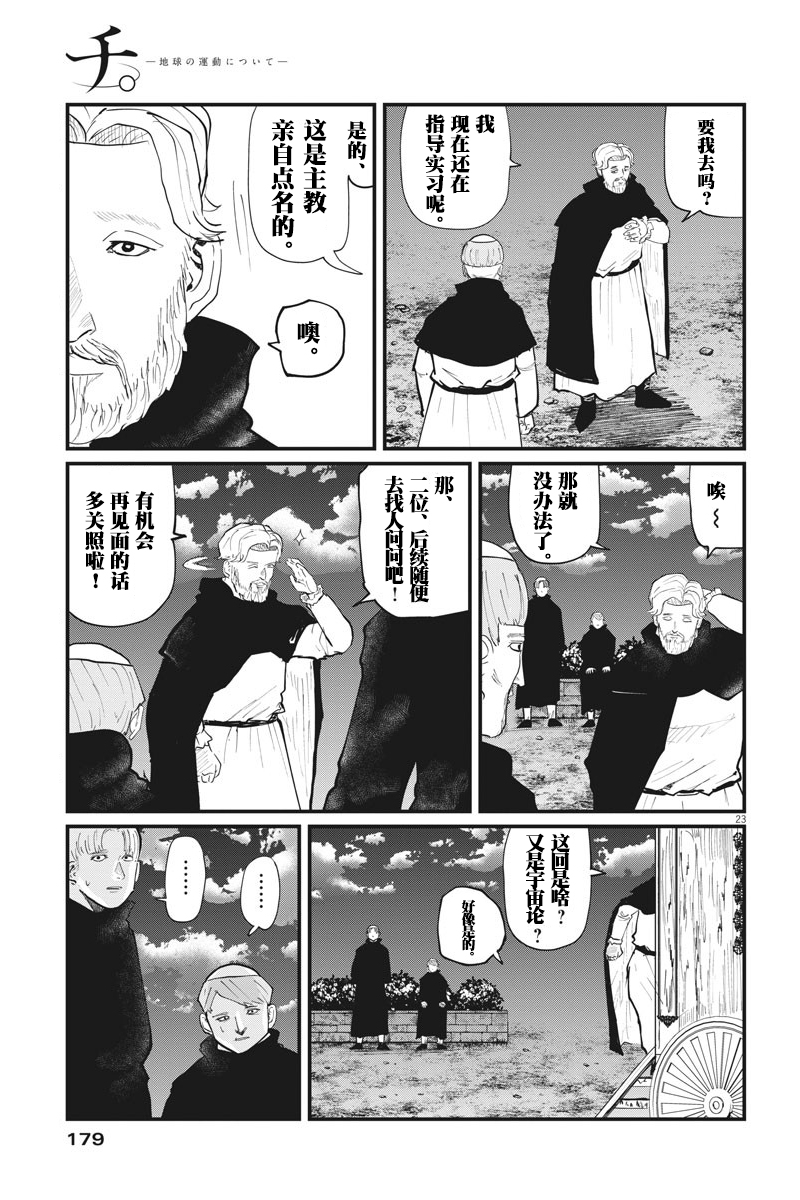 チ。
―地球の運動について―
要我去吗？
我
现在还在
指导实习呢。
是的、
这是主教
亲自点名的。
噢。
唉～
那就
没办法了。
那、
二位、后续随便
去找人问问吧！
有机会
再见面的话
多关照啦！
23
这回是啥？
又是宇宙论？
好像是的。
……
……
179